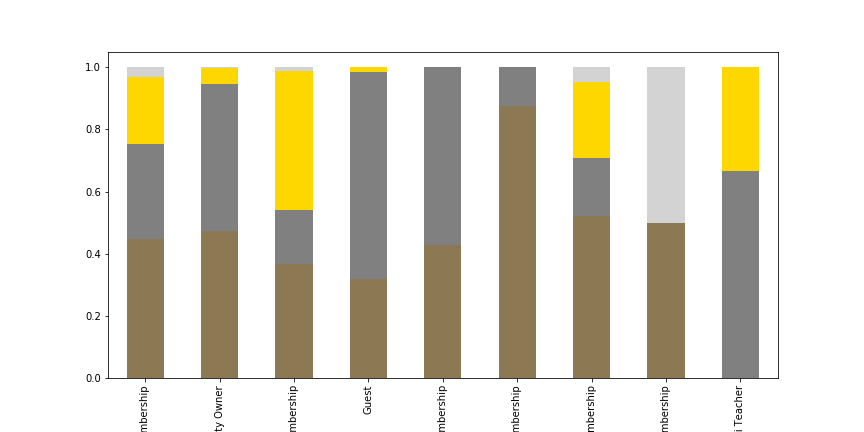 1.0
0.8
0.6
0.4
0.2
0.0
mbership
ty Owner
mbership
Guest
mbership
mbership
mbership
mbership
i Teacher